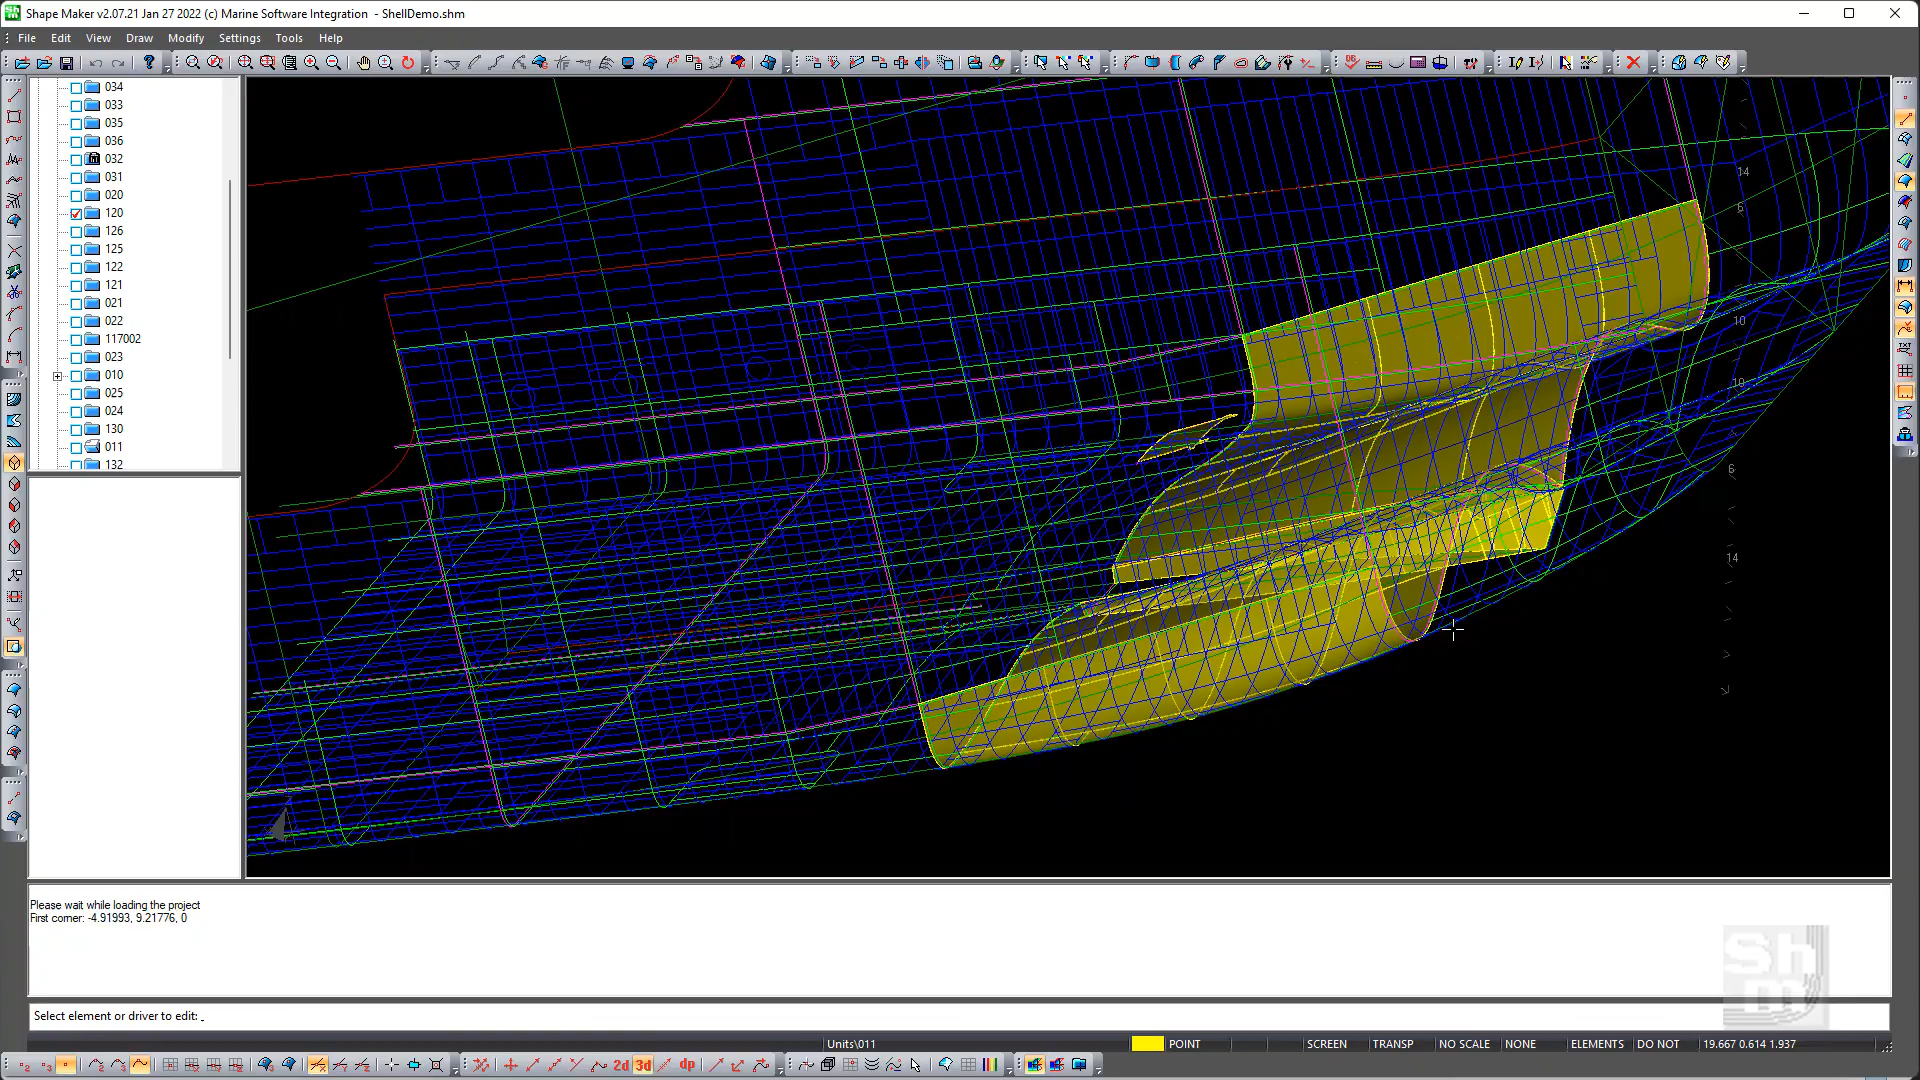 Shape Maker v2.07.21 Jan 27 2022 (c) Marine Software Integration - ShellDemo.shm
File Edit View Draw Modify Settings Tools Help
034
033
035
036
032
031
020
120
126
125
122
121
021
022
117002
023
010
025
024
130
011
132
14
6
10
10
6
14
Please wait while loading the project
First corner: -4.91993, 9.21776, 0
Sh
m
Select element or driver to edit: _
Units\011 POINT SCREEN TRANSP NO SCALE NONE ELEMENTS DO NOT 19.667 0.614 1.937
2d 3d dp
TXT